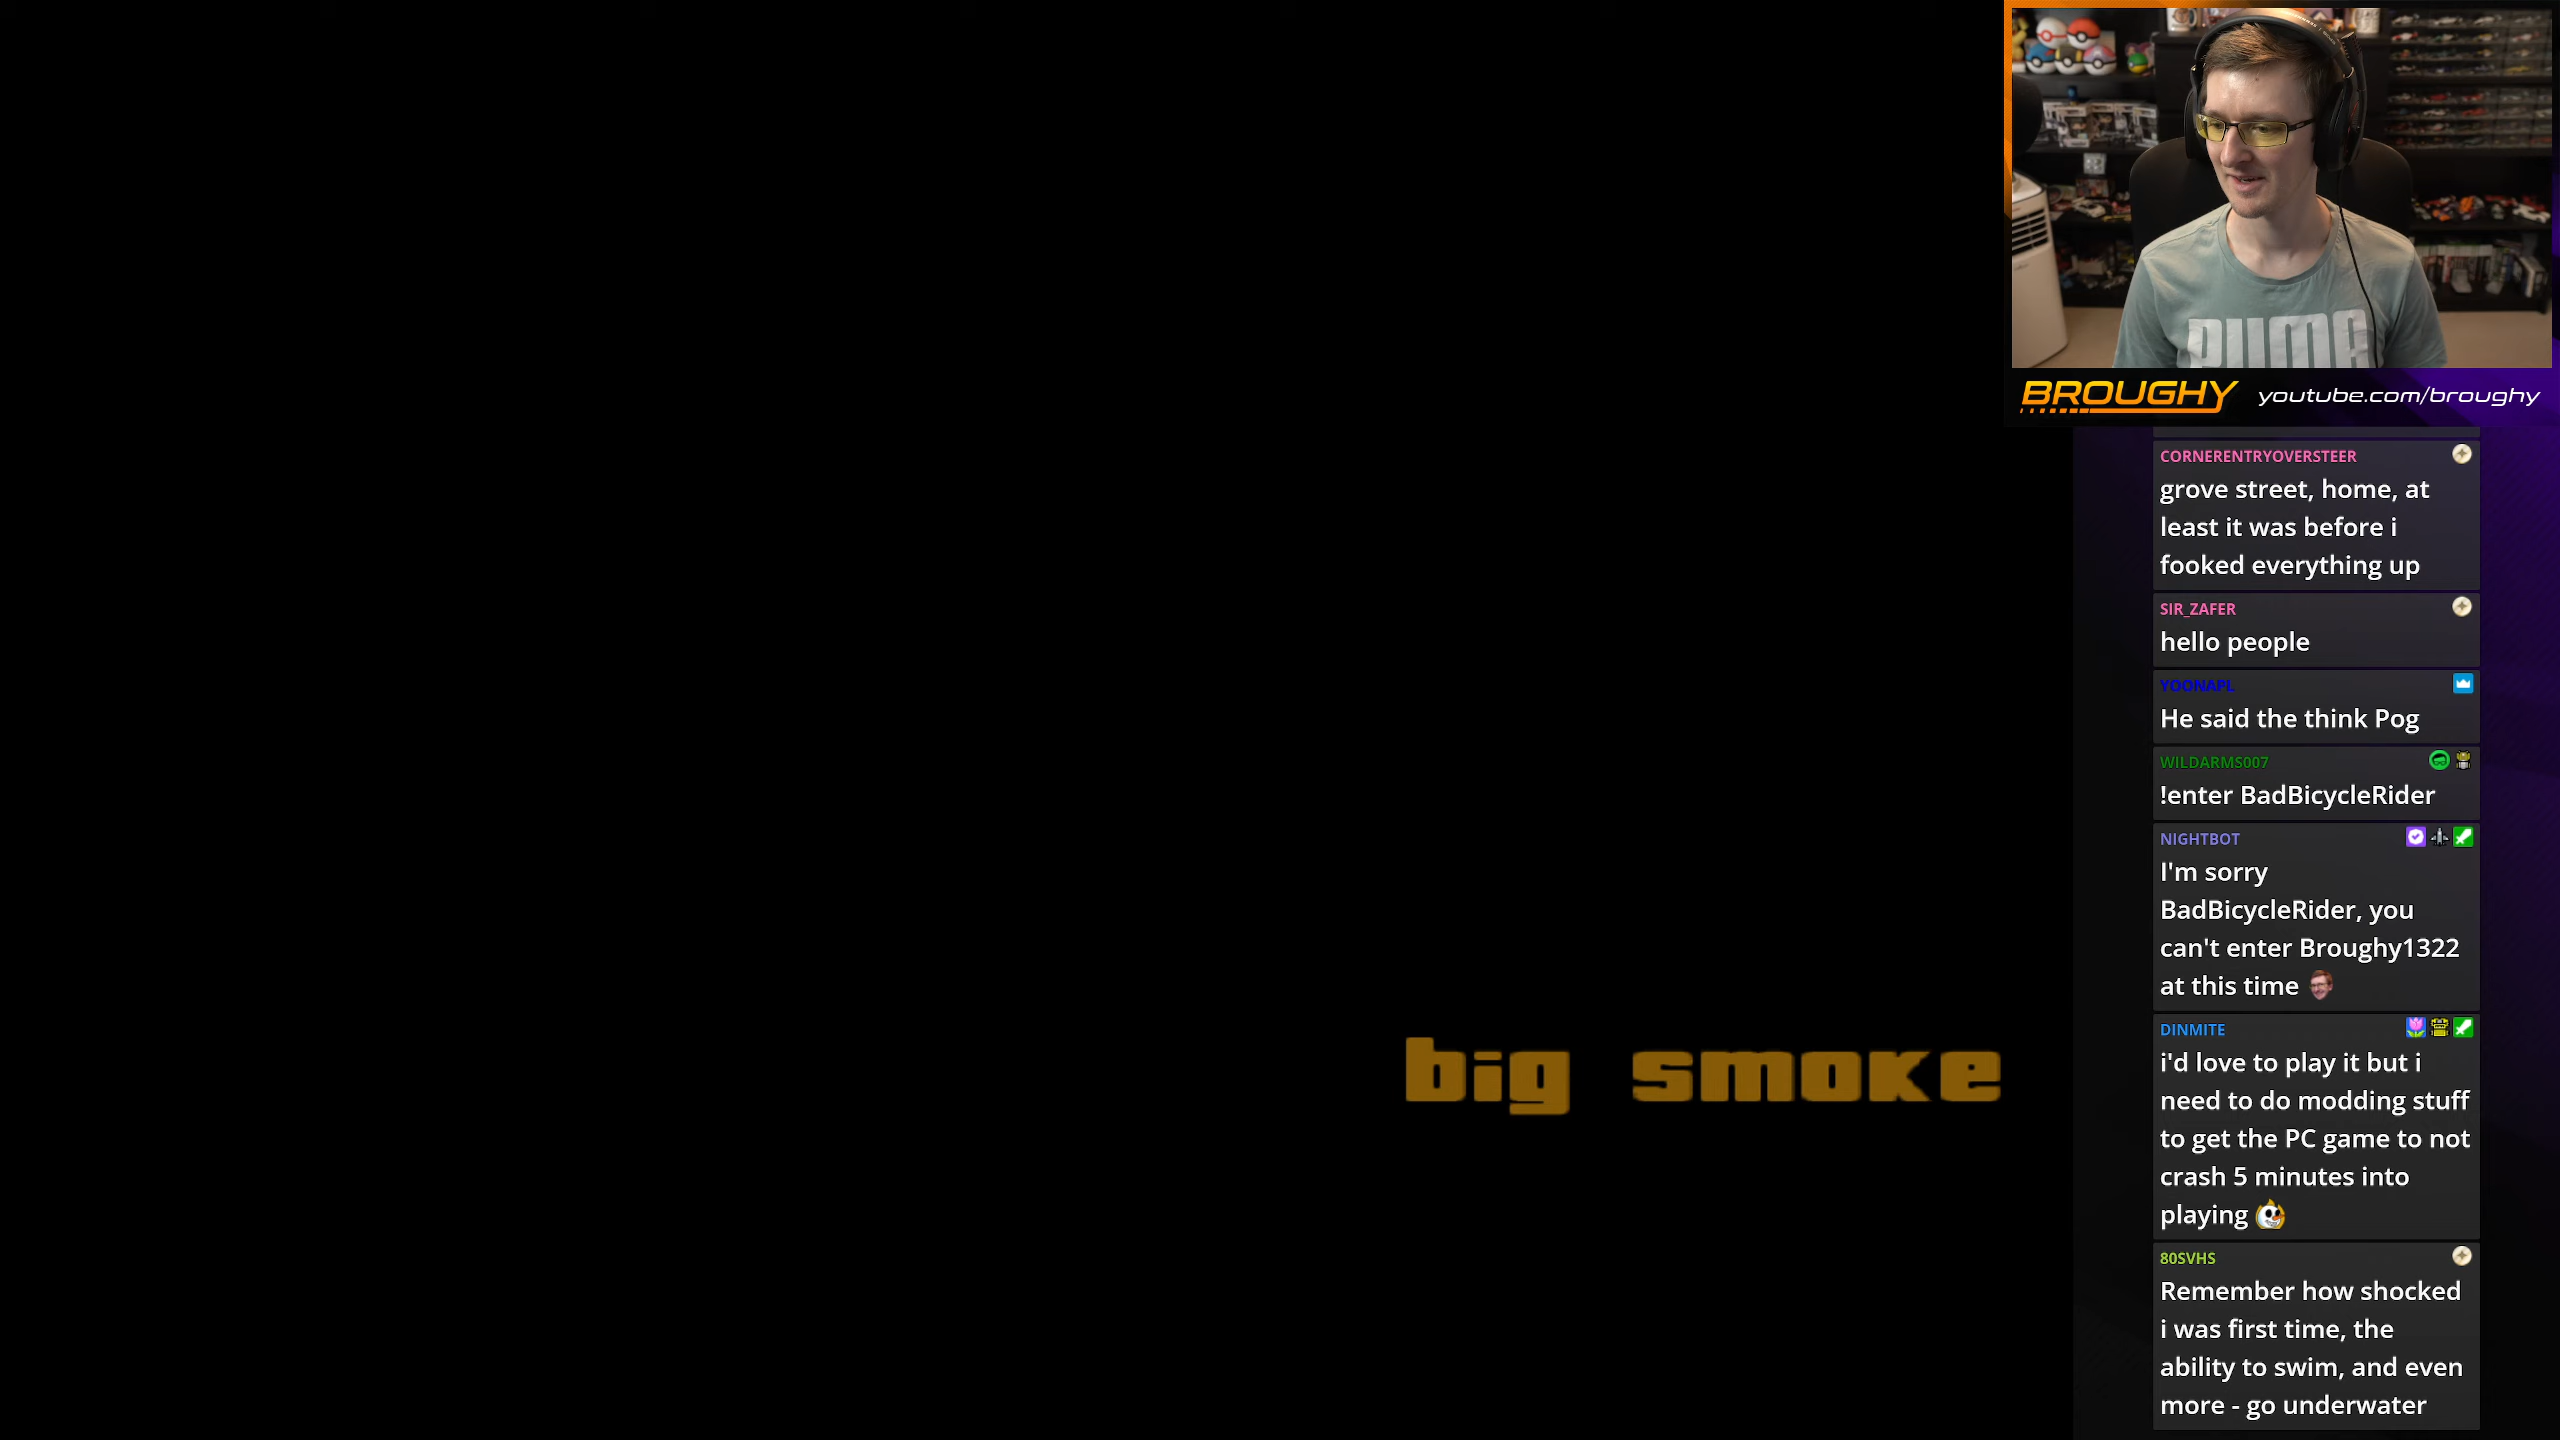 PUMA
BROUGHY youtube.com/broughy
CORNERENTRYOVERSTEER
grove street, home, at
least it was before i
fooked everything up
SIR_ZAFER
hello people
YOONAPL
He said the think Pog
WILDARMS007
!enter BadBicycleRider
NIGHTBOT
I'm sorry
BadBicycleRider, you
can't enter Broughy1322
at this time
big smoke
DINMITE
i'd love to play it but i
need to do modding stuff
to get the PC game to not
crash 5 minutes into
playing
80SVHS
Remember how shocked
i was first time, the
ability to swim, and even
more - go underwater